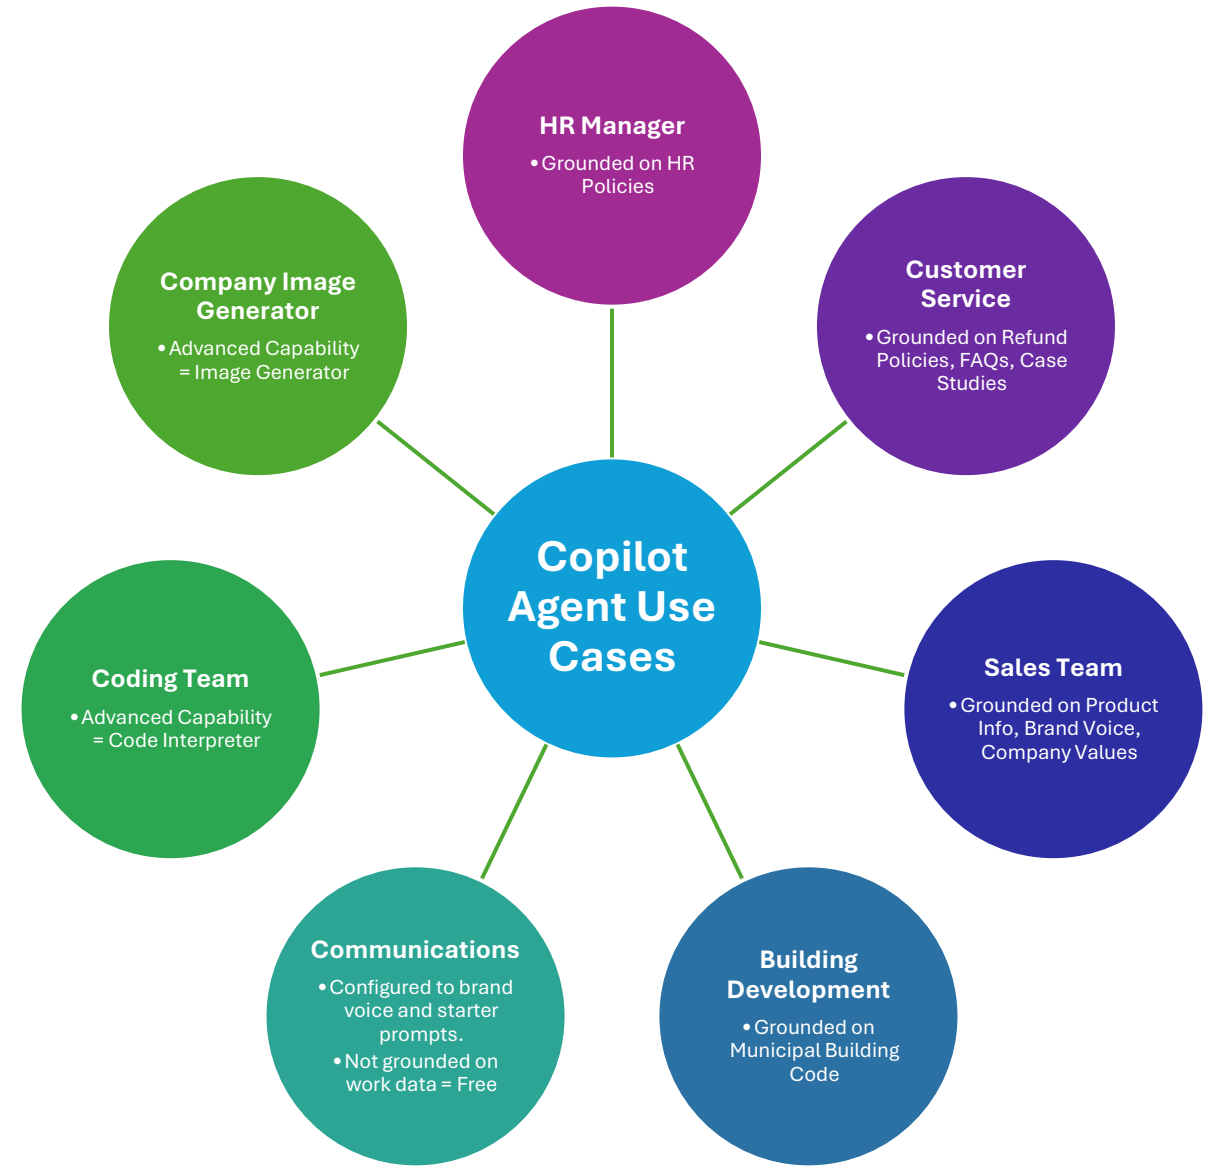 HR Manager
•Grounded on HR
Policies
Customer
Service
•Grounded on Refund
Policies, FAQs, Case
Studies
Sales Team
•Grounded on Product
Info, Brand Voice,
Company Values
Building
Development
•Grounded on
Municipal Building
Code
Communications
•Configured to brand
voice and starter
prompts.
•Not grounded on
work data = Free
Coding Team
•Advanced Capability
= Code Interpreter
Company Image
Generator
•Advanced Capability
= Image Generator
Copilot
Agent Use
Cases